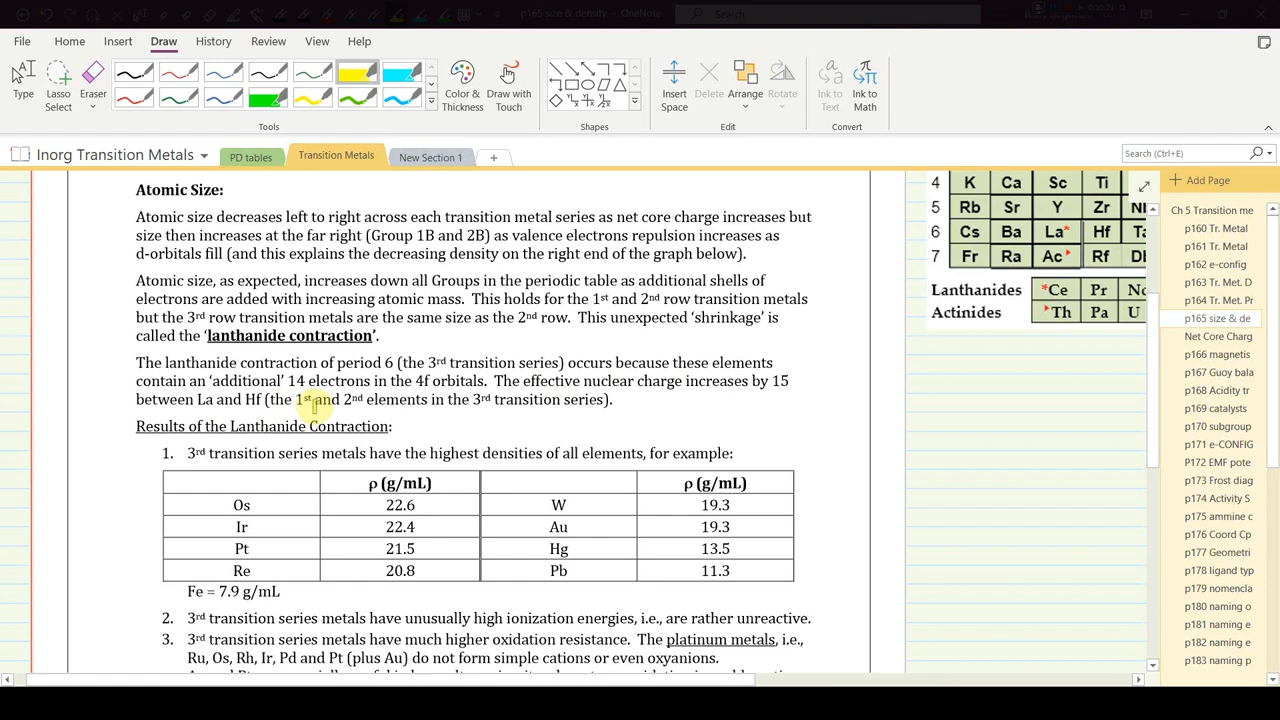 p165 size & density - OneNote
Search
File Home Insert Draw History Review View Help
Type
Lasso Select
Eraser
Color & Thickness
Draw with Touch
Insert Space
Delete
Arrange
Rotate
Ink to Text
Ink to Math
Tools
Shapes
Edit
Convert
Inorg Transition Metals
PD tables
Transition Metals
New Section 1
Search (Ctrl+E)
Atomic Size:
Atomic size decreases left to right across each transition metal series as net core charge increases but
size then increases at the far right (Group 1B and 2B) as valence electrons repulsion increases as
d-orbitals fill (and this explains the decreasing density on the right end of the graph below).
Atomic size, as expected, increases down all Groups in the periodic table as additional shells of
electrons are added with increasing atomic mass. This holds for the 1st and 2nd row transition metals
but the 3rd row transition metals are the same size as the 2nd row. This unexpected ‘shrinkage’ is
called the ‘lanthanide contraction’.
The lanthanide contraction of period 6 (the 3rd transition series) occurs because these elements
contain an ‘additional’ 14 electrons in the 4f orbitals. The effective nuclear charge increases by 15
between La and Hf (the 1st and 2nd elements in the 3rd transition series).
Results of the Lanthanide Contraction:
1. 3rd transition series metals have the highest densities of all elements, for example:
ρ (g/mL) ρ (g/mL)
Os 22.6 W 19.3
Ir 22.4 Au 19.3
Pt 21.5 Hg 13.5
Re 20.8 Pb 11.3
Fe = 7.9 g/mL
2. 3rd transition series metals have unusually high ionization energies, i.e., are rather unreactive.
3. 3rd transition series metals have much higher oxidation resistance. The platinum metals, i.e.,
Ru, Os, Rh, Ir, Pd and Pt (plus Au) do not form simple cations or even oxyanions.
4 K Ca Sc Ti
5 Rb Sr Y Zr
6 Cs Ba La* Hf Ta
7 Fr Ra Ac Rf
Lanthanides *Ce Pr
Actinides Th Pa U
Add Page
Ch 5 Transition me
p160 Tr. Metal
p161 Tr. Metal
p162 e-config
p163 Tr. Met. D
p164 Tr. Met. Pr
p165 size & de
Net Core Charg
p166 magnetis
p167 Guoy bala
p168 Acidity tr
p169 catalysts
p170 subgroup
p171 e-CONFIG
P172 EMF pote
p173 Frost diag
p174 Activity S
p175 ammine c
p176 Coord Cp
p177 Geometri
p178 ligand typ
p179 nomencla
p180 naming o
p181 naming e
p182 naming e
p183 naming p